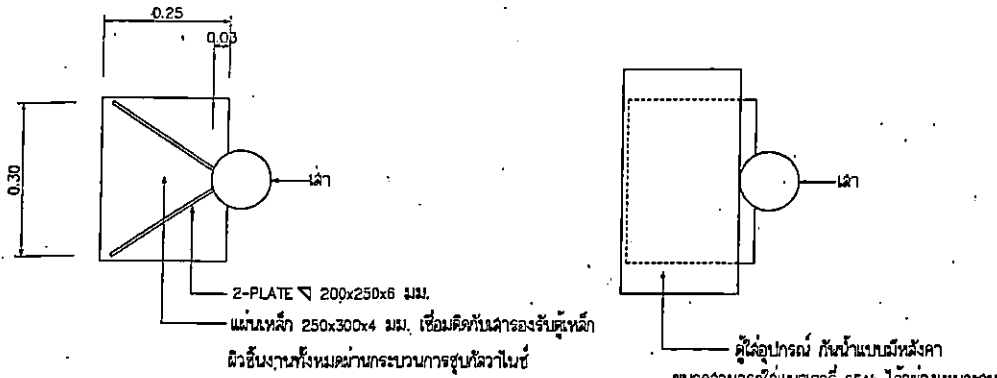 0.25
0.03
0.30
เสา
เสา
2-PLATE 200x250x6 มม.
แผ่นเหล็ก 250x300x4 มม. เชื่อมติดกับเสารองรับตู้เหล็ก
ผิวชิ้นงานทั้งหมดผ่านกระบวนการชุบกัลวาไนซ์
ตู้ใส่อุปกรณ์ กันน้ำแบบมีหลังคา